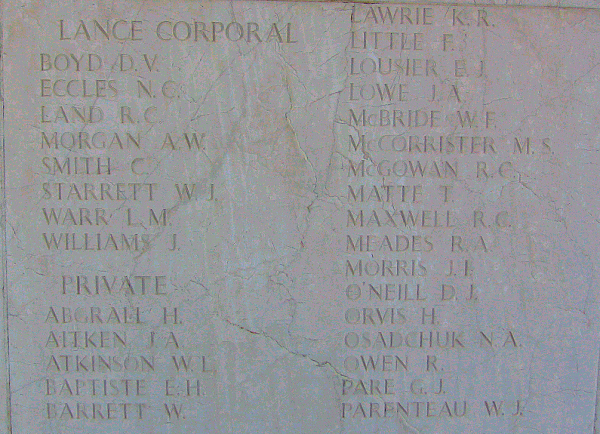 LANCE CORPORAL
BOYD D.V.
ECCLES N.C.
LAND R.C.
MORGAN A.W.
SMITH C.
STARRETT W.J.
WARR L.M.
WILLIAMS J.
PRIVATE
ABGRALL H.
AITKEN J.A.
ATKINSON W.L.
BAPTISTE E.H.
BARRETT W.
LAWRIE K.R.
LITTLE F.
LOUSIER E.J.
LOWE J.A.
McBRIDE W.F.
McCORRISTER M.S.
McGOWAN R.C.
MATTE T.
MAXWELL R.C.
MEADES R.A.
MORRIS J.I.
O'NEILL D.J.
ORVIS H.
OSADCHUK N.A.
OWEN R.
PARE G.J.
PARENTEAU W.J.